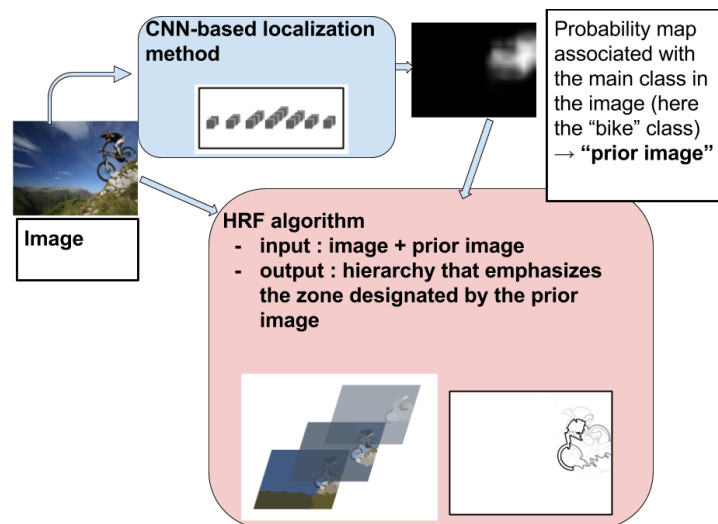 CNN-based localization
method
Probability map
associated with
the main class in
the image (here
the “bike” class)
→ “prior image”
Image
HRF algorithm
- input : image + prior image
- output : hierarchy that emphasizes
the zone designated by the prior
image